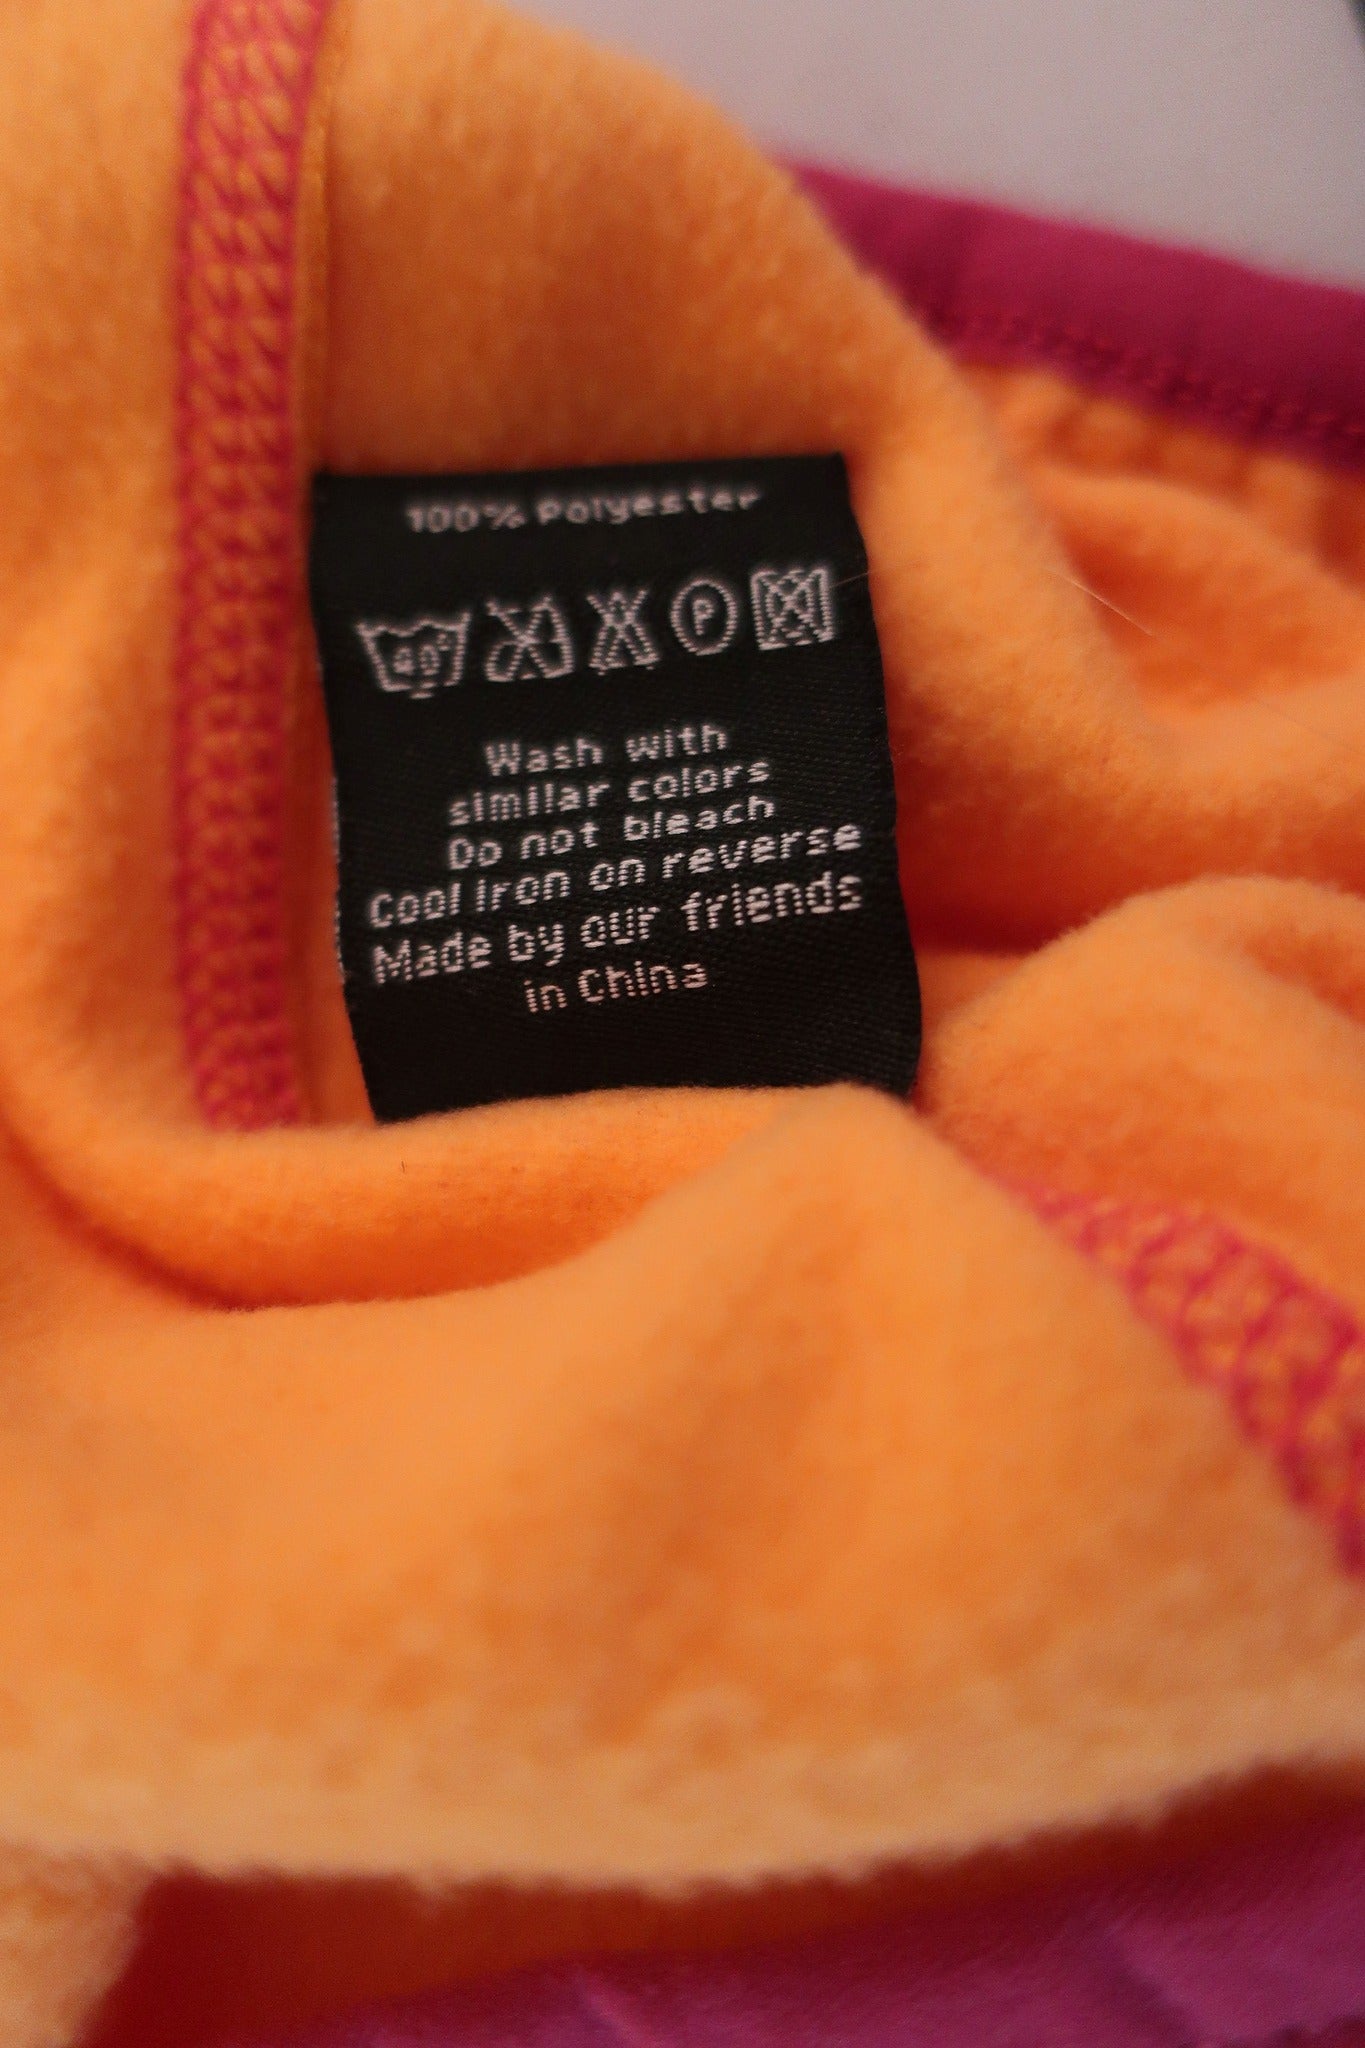 100% Polyester
40°
P
Wash with
similar colors
Do not bleach
Cool iron on reverse
Made by our friends
in China